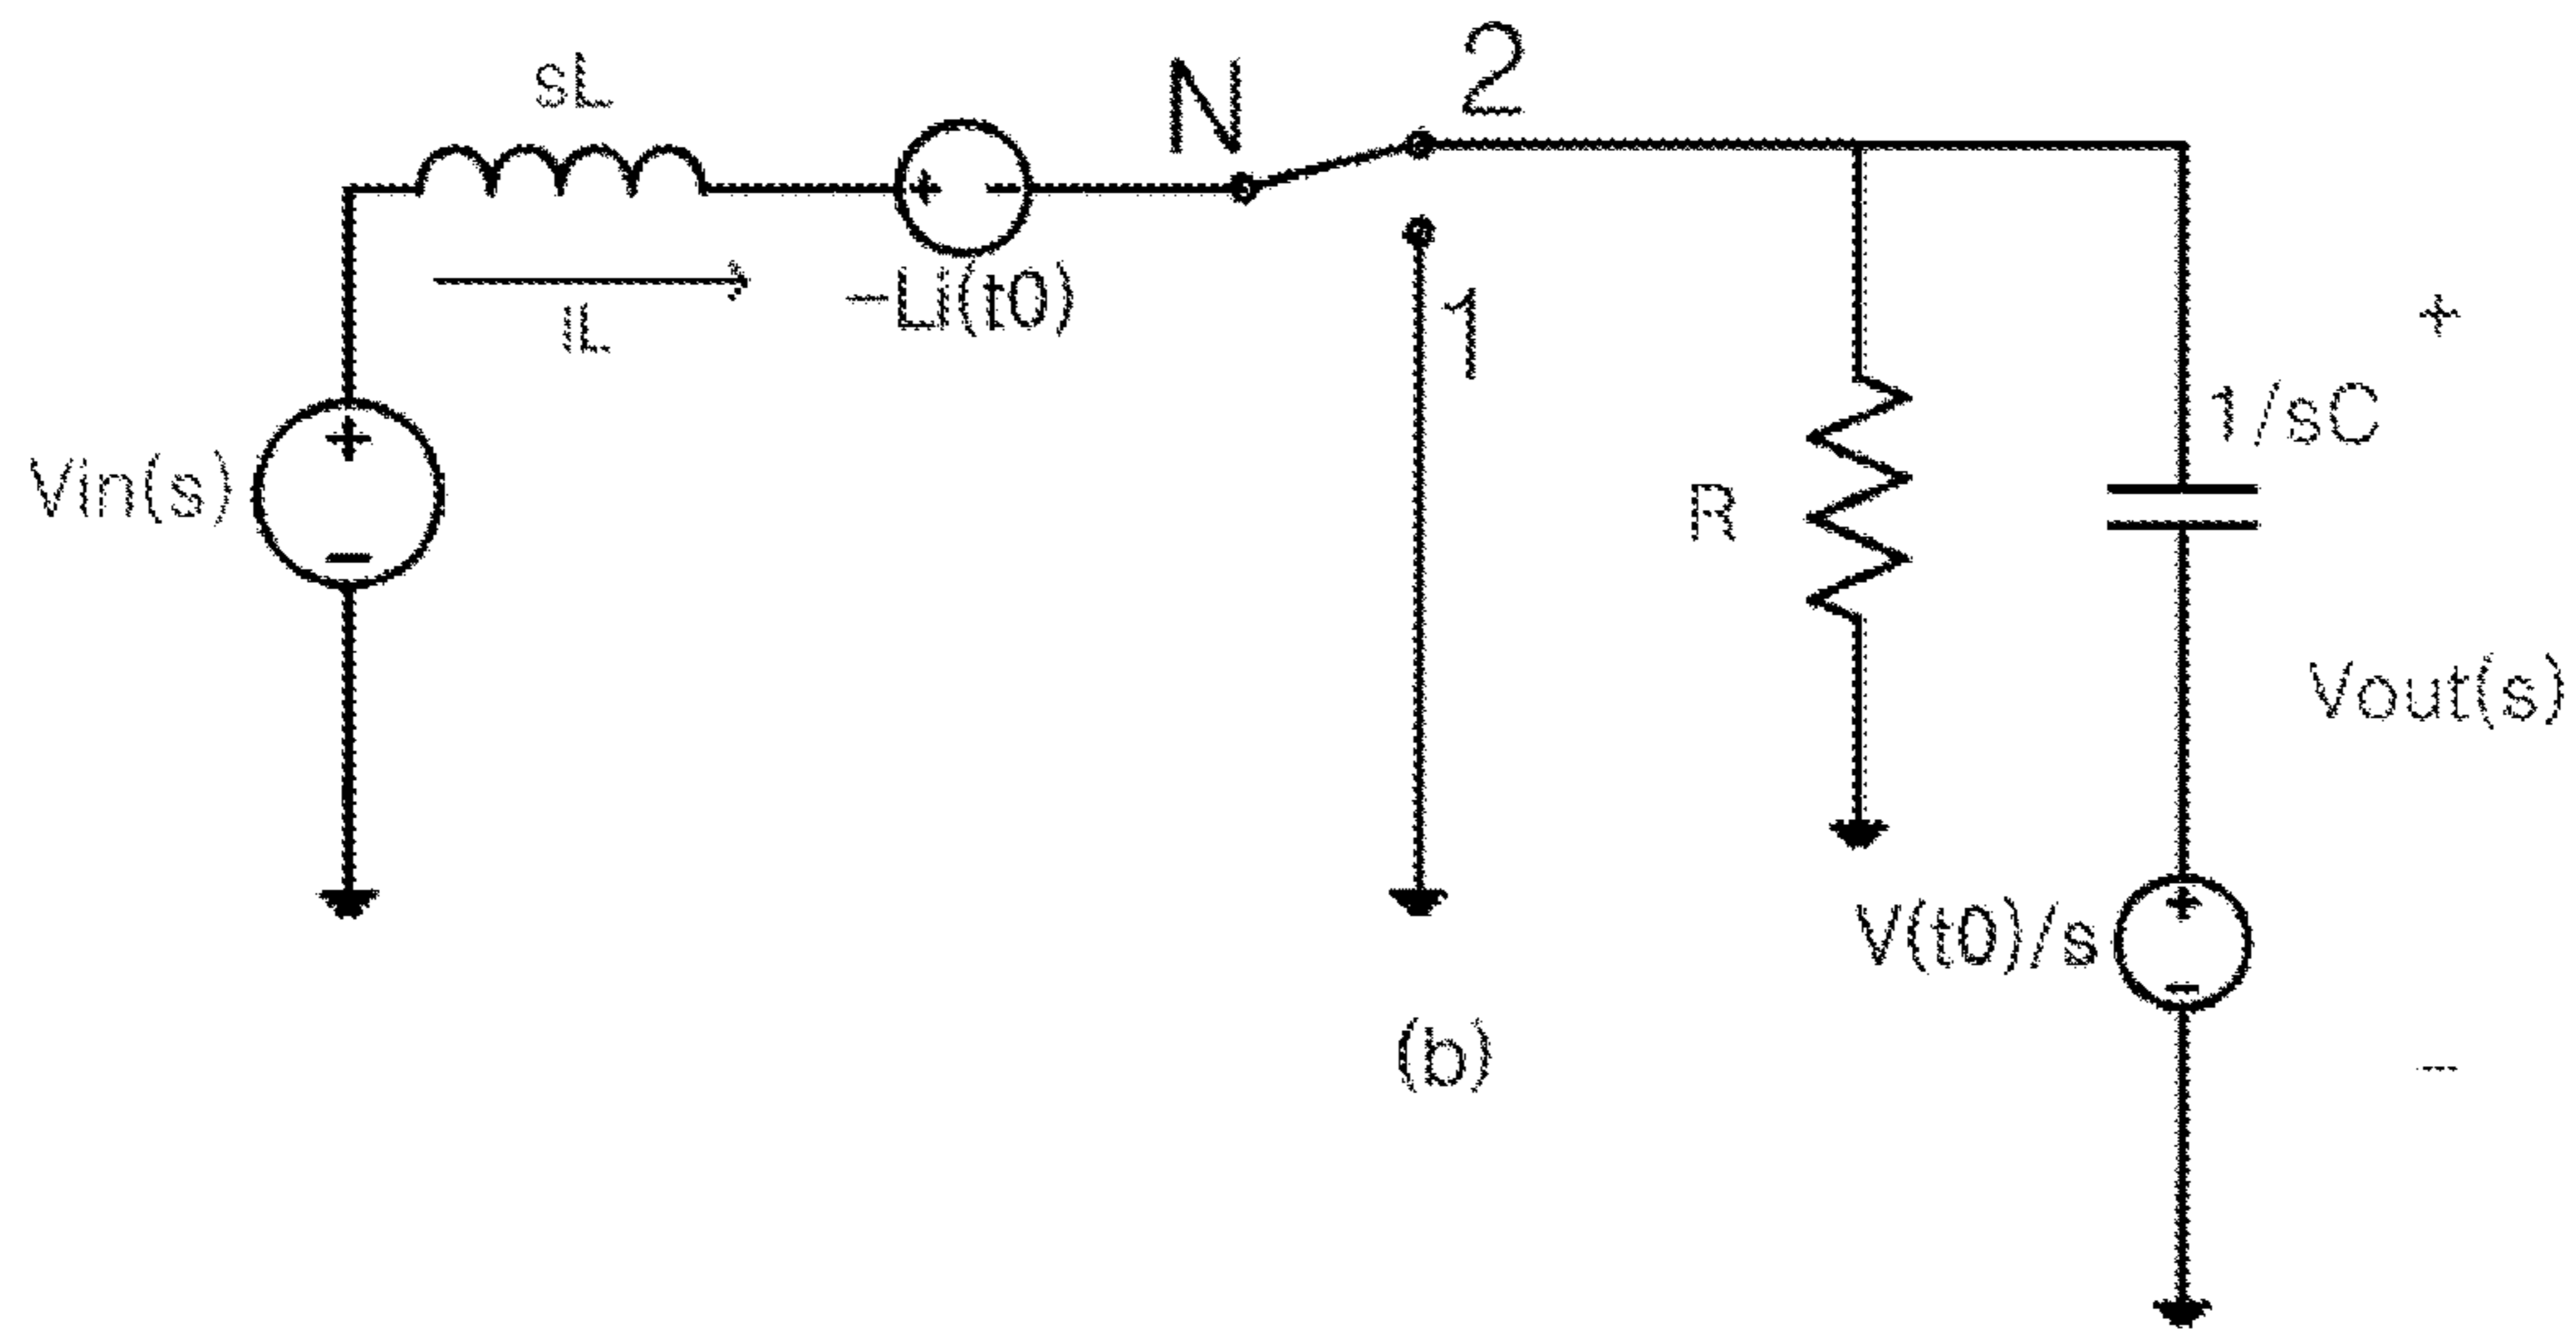 sL
N
2
+ -
IL
-Li(t0)
1
+
Vin(s)
+
-
R
1/sC
+
Vout(s)
V(t0)/s
+
-
(b)
-